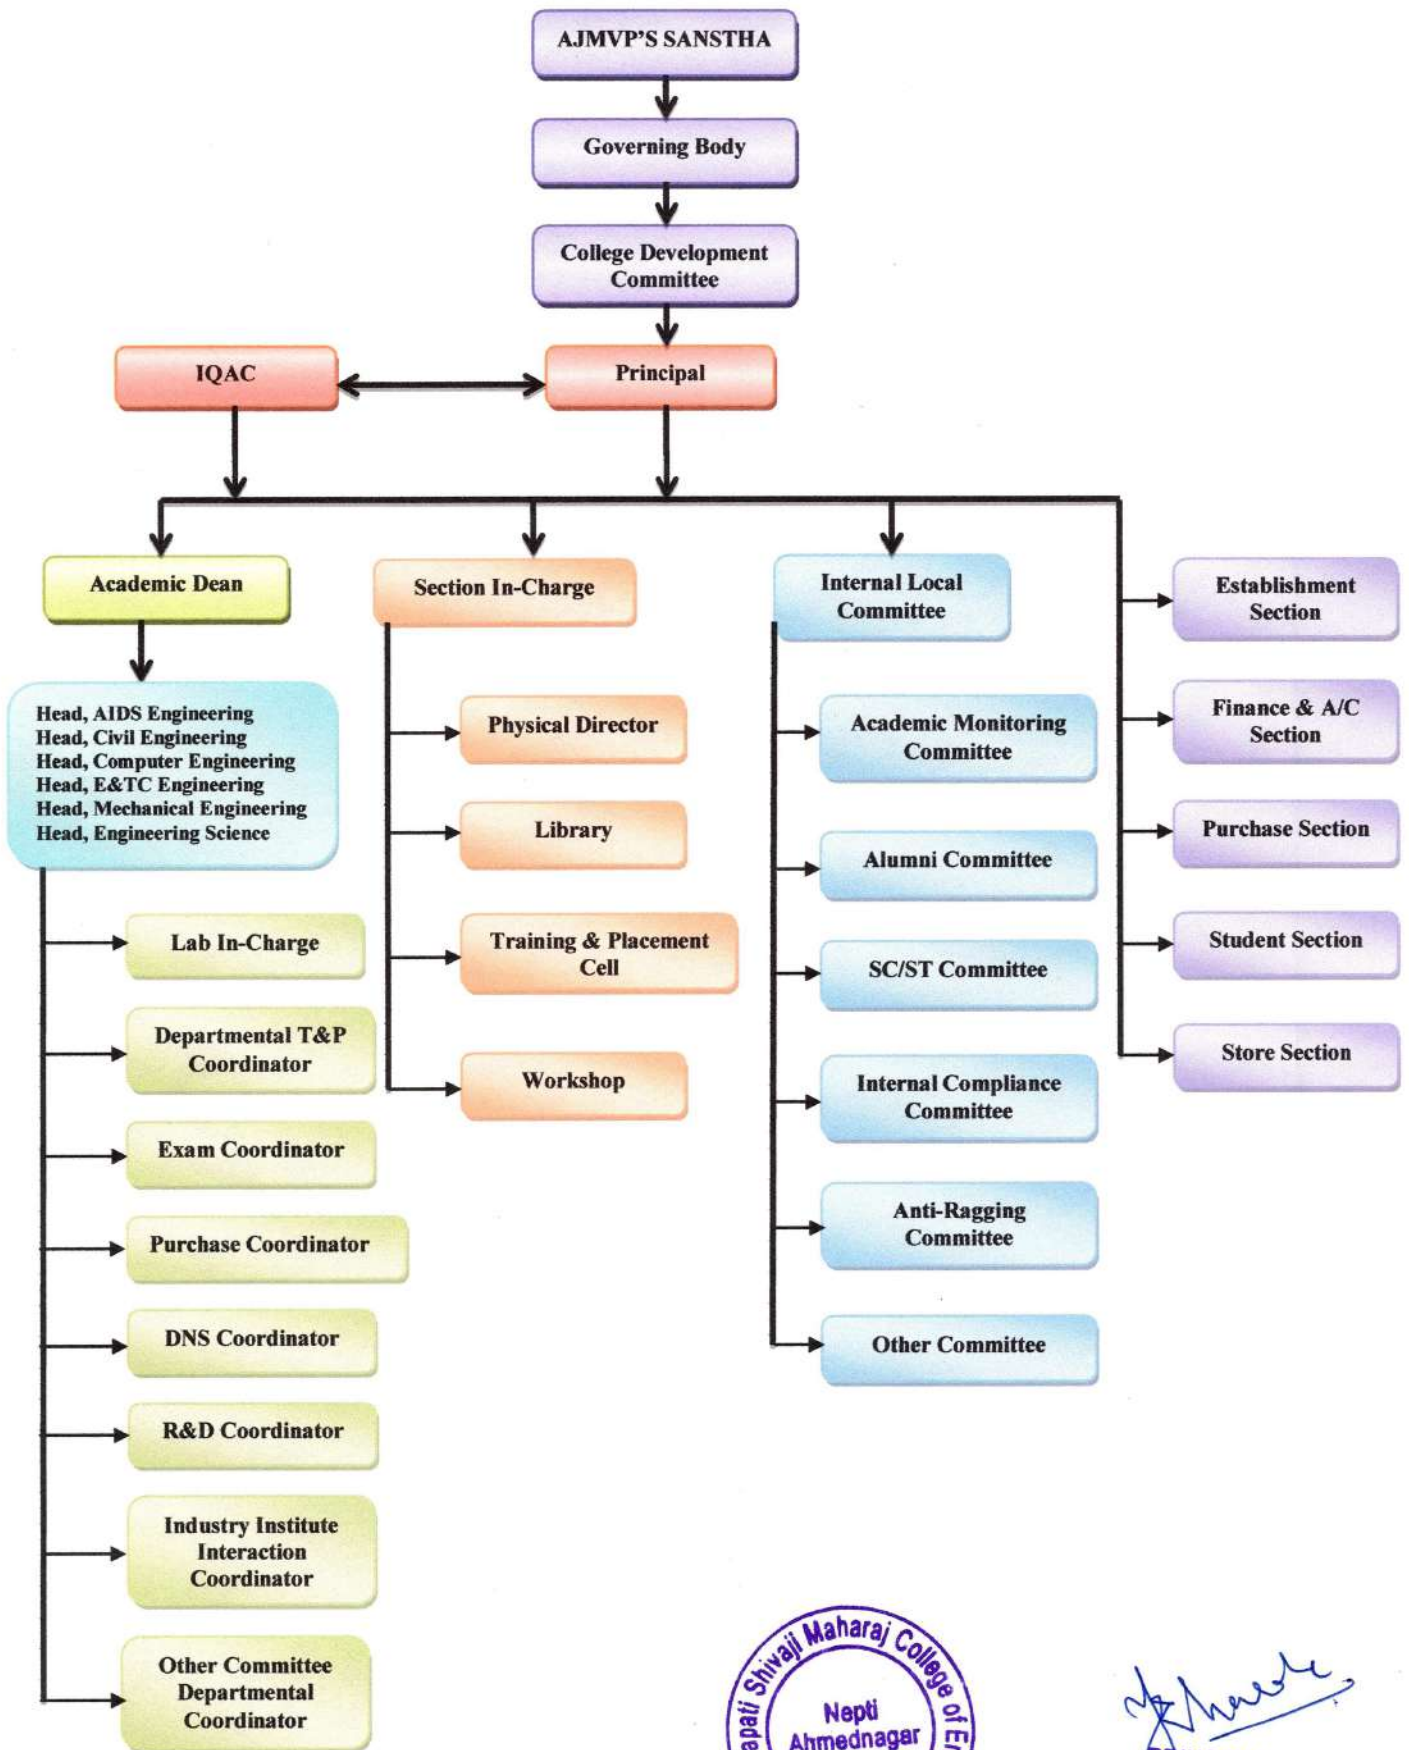 AJMVP'S SANSTHA
Governing Body
College Development
Committee
IQAC
Principal
Academic Dean
Head, AIDS Engineering
Head, Civil Engineering
Head, Computer Engineering
Head, E&TC Engineering
Head, Mechanical Engineering
Head, Engineering Science
Lab In-Charge
Departmental T&P
Coordinator
Exam Coordinator
Purchase Coordinator
DNS Coordinator
R&D Coordinator
Industry Institute
Interaction
Coordinator
Other Committee
Departmental
Coordinator
Section In-Charge
Physical Director
Library
Training & Placement
Cell
Workshop
Internal Local
Committee
Academic Monitoring
Committee
Alumni Committee
SC/ST Committee
Internal Compliance
Committee
Anti-Ragging
Committee
Other Committee
Establishment
Section
Finance & A/C
Section
Purchase Section
Student Section
Store Section
Shivaji Maharaj College of
Nepti
Ahmednagar